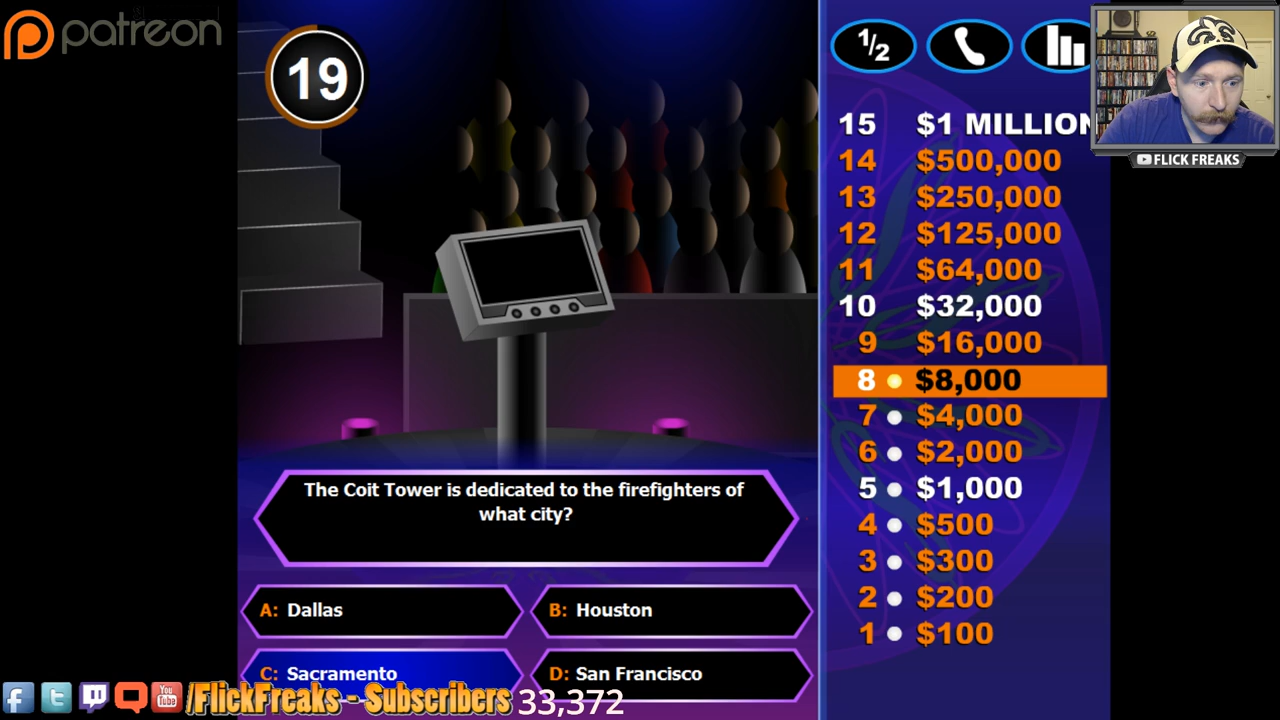 patreon
19
1/2
15 $1 MILLION
14 $500,000
13 $250,000
12 $125,000
11 $64,000
10 $32,000
9 $16,000
8 $8,000
7 $4,000
6 $2,000
5 $1,000
4 $500
3 $300
2 $200
1 $100
YouTube FLICK FREAKS
The Coit Tower is dedicated to the firefighters of
what city?
A: Dallas
B: Houston
C: Sacramento
D: San Francisco
You Tube /FlickFreaks - Subscribers 33,372